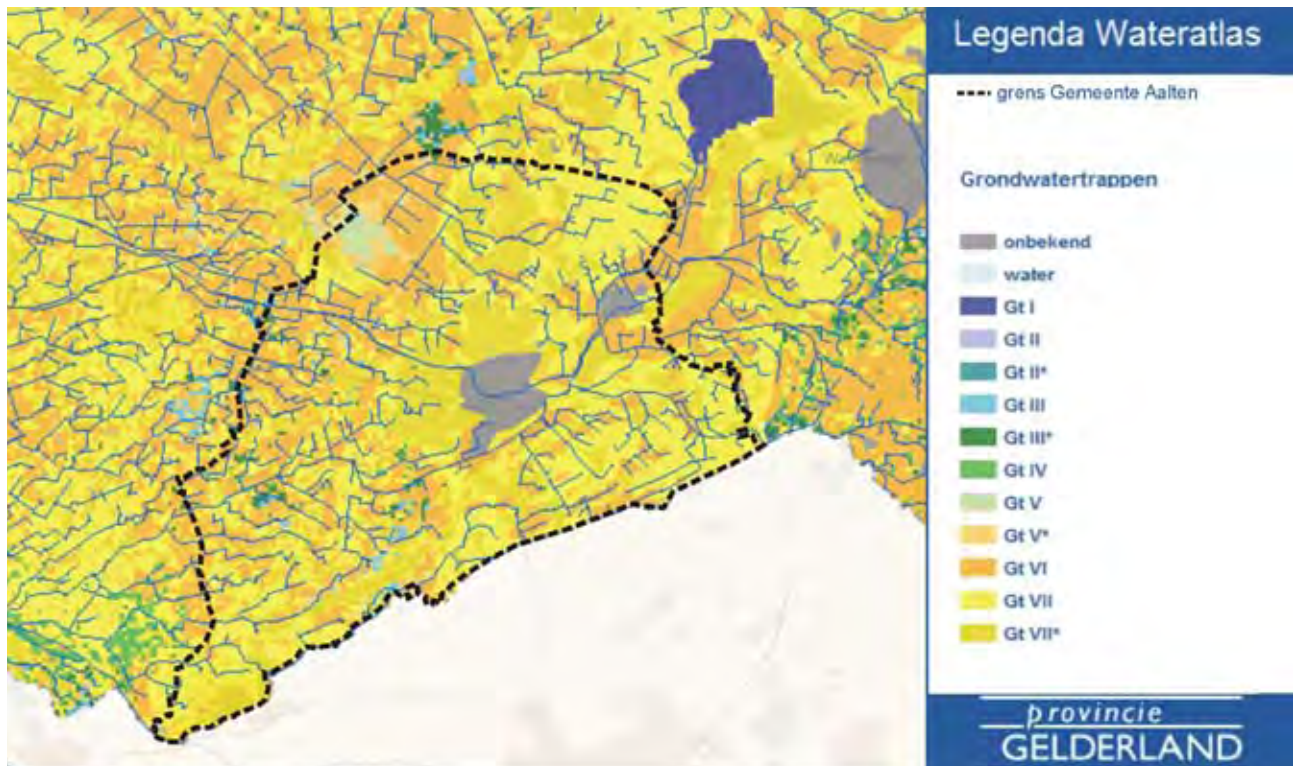 Legenda Wateratlas
grens Gemeente Aalten
Grondwatertrappen
onbekend
water
Gt I
Gt II
Gt II*
Gt III
Gt III*
Gt IV
Gt V
Gt V*
Gt VI
Gt VII
Gt VII*
provincie
GELDERLAND